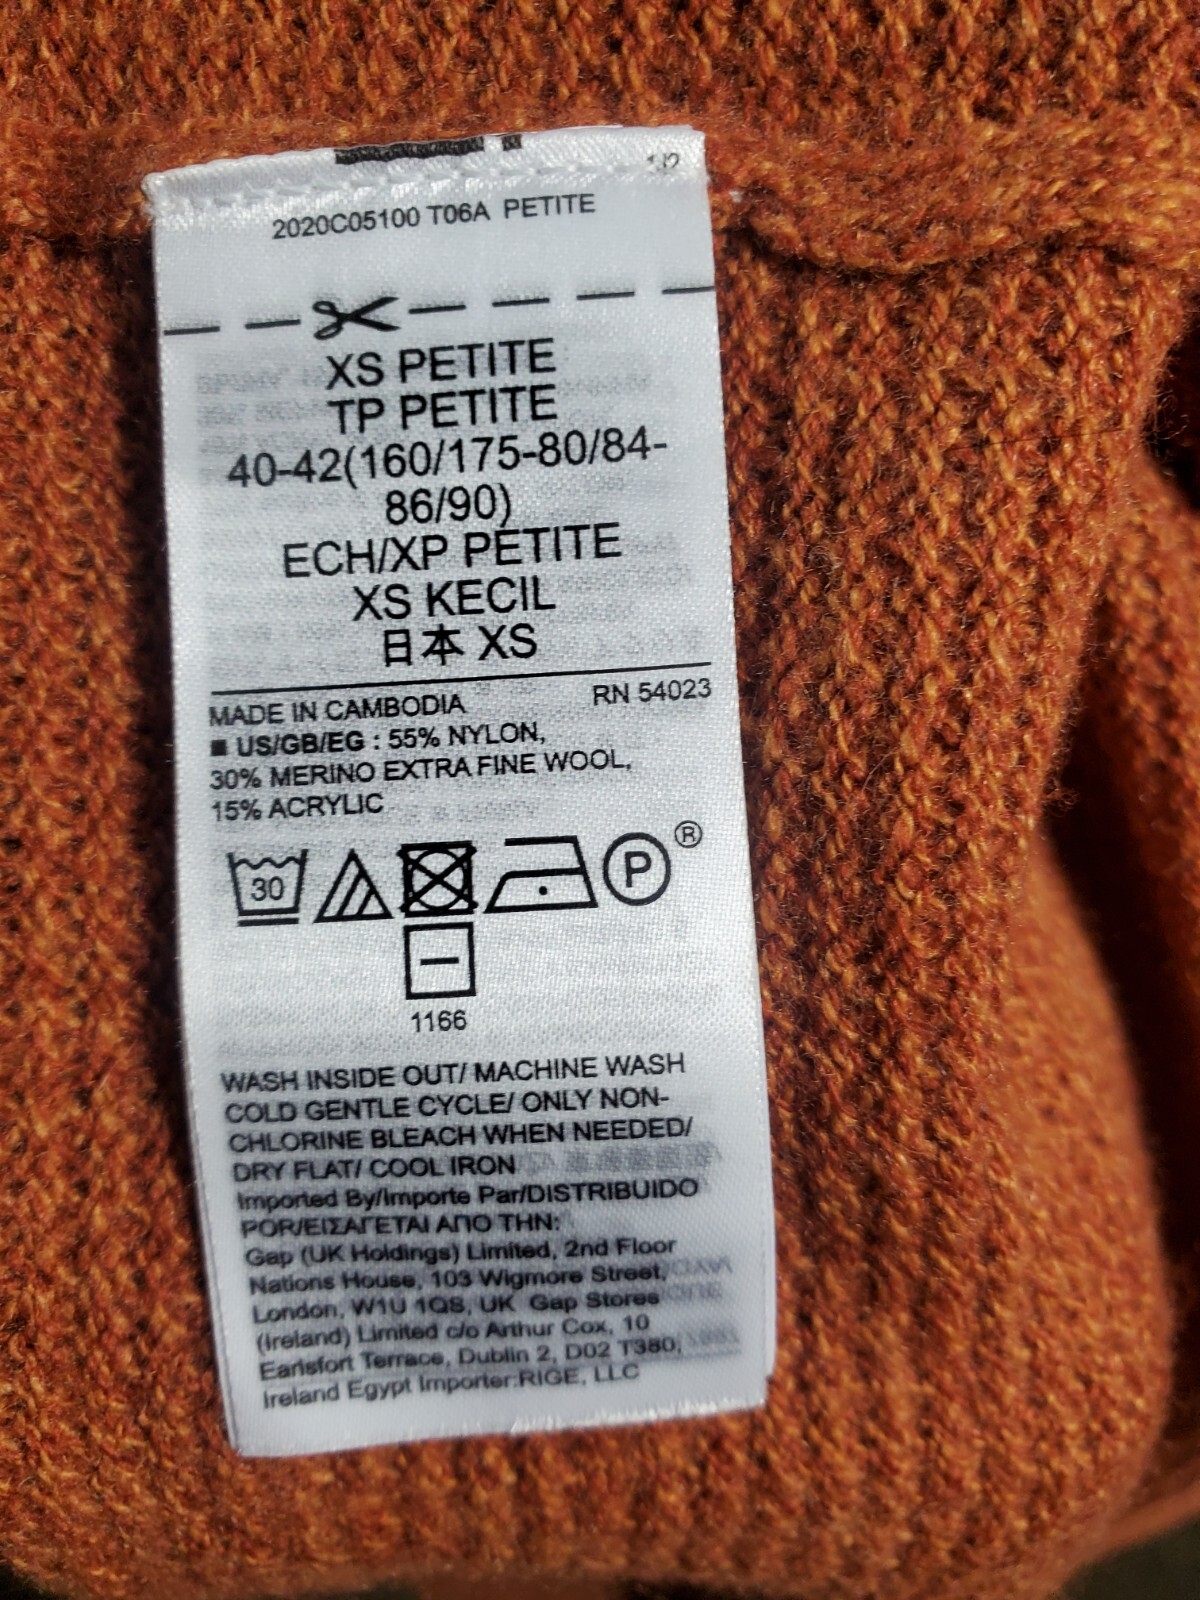 1/2
2020C05100 T06A PETITE
XS PETITE
TP PETITE
40-42(160/175-80/84-
86/90)
ECH/XP PETITE
XS KECIL
日本 XS
MADE IN CAMBODIA RN 54023
■ US/GB/EG : 55% NYLON,
30% MERINO EXTRA FINE WOOL,
15% ACRYLIC
30 P ®
1166
WASH INSIDE OUT/ MACHINE WASH
COLD GENTLE CYCLE/ ONLY NON-
CHLORINE BLEACH WHEN NEEDED/
DRY FLAT/ COOL IRON
Imported By/Importe Par/DISTRIBUIDO
POR/ΕΙΣΑΓΕΤΑΙ ΑΠΟ ΤΗΝ:
Gap (UK Holdings) Limited, 2nd Floor
Nations House, 103 Wigmore Street,
London, W1U 1QS, UK Gap Stores
(Ireland) Limited c/o Arthur Cox, 10
Earlsfort Terrace, Dublin 2, D02 T380,
Ireland Egypt Importer:RIGE, LLC